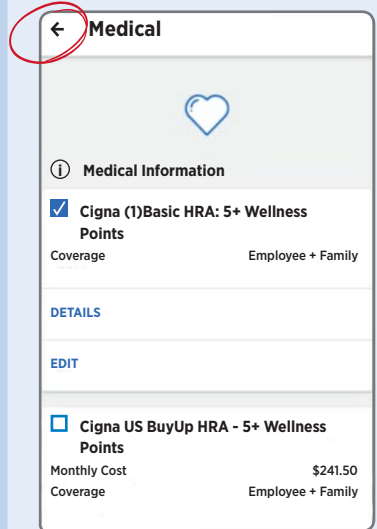 Medical
Medical Information
Cigna (1)Basic HRA: 5+ Wellness
Points
Coverage Employee + Family
DETAILS
EDIT
Cigna US BuyUp HRA - 5+ Wellness
Points
Monthly Cost $241.50
Coverage Employee + Family